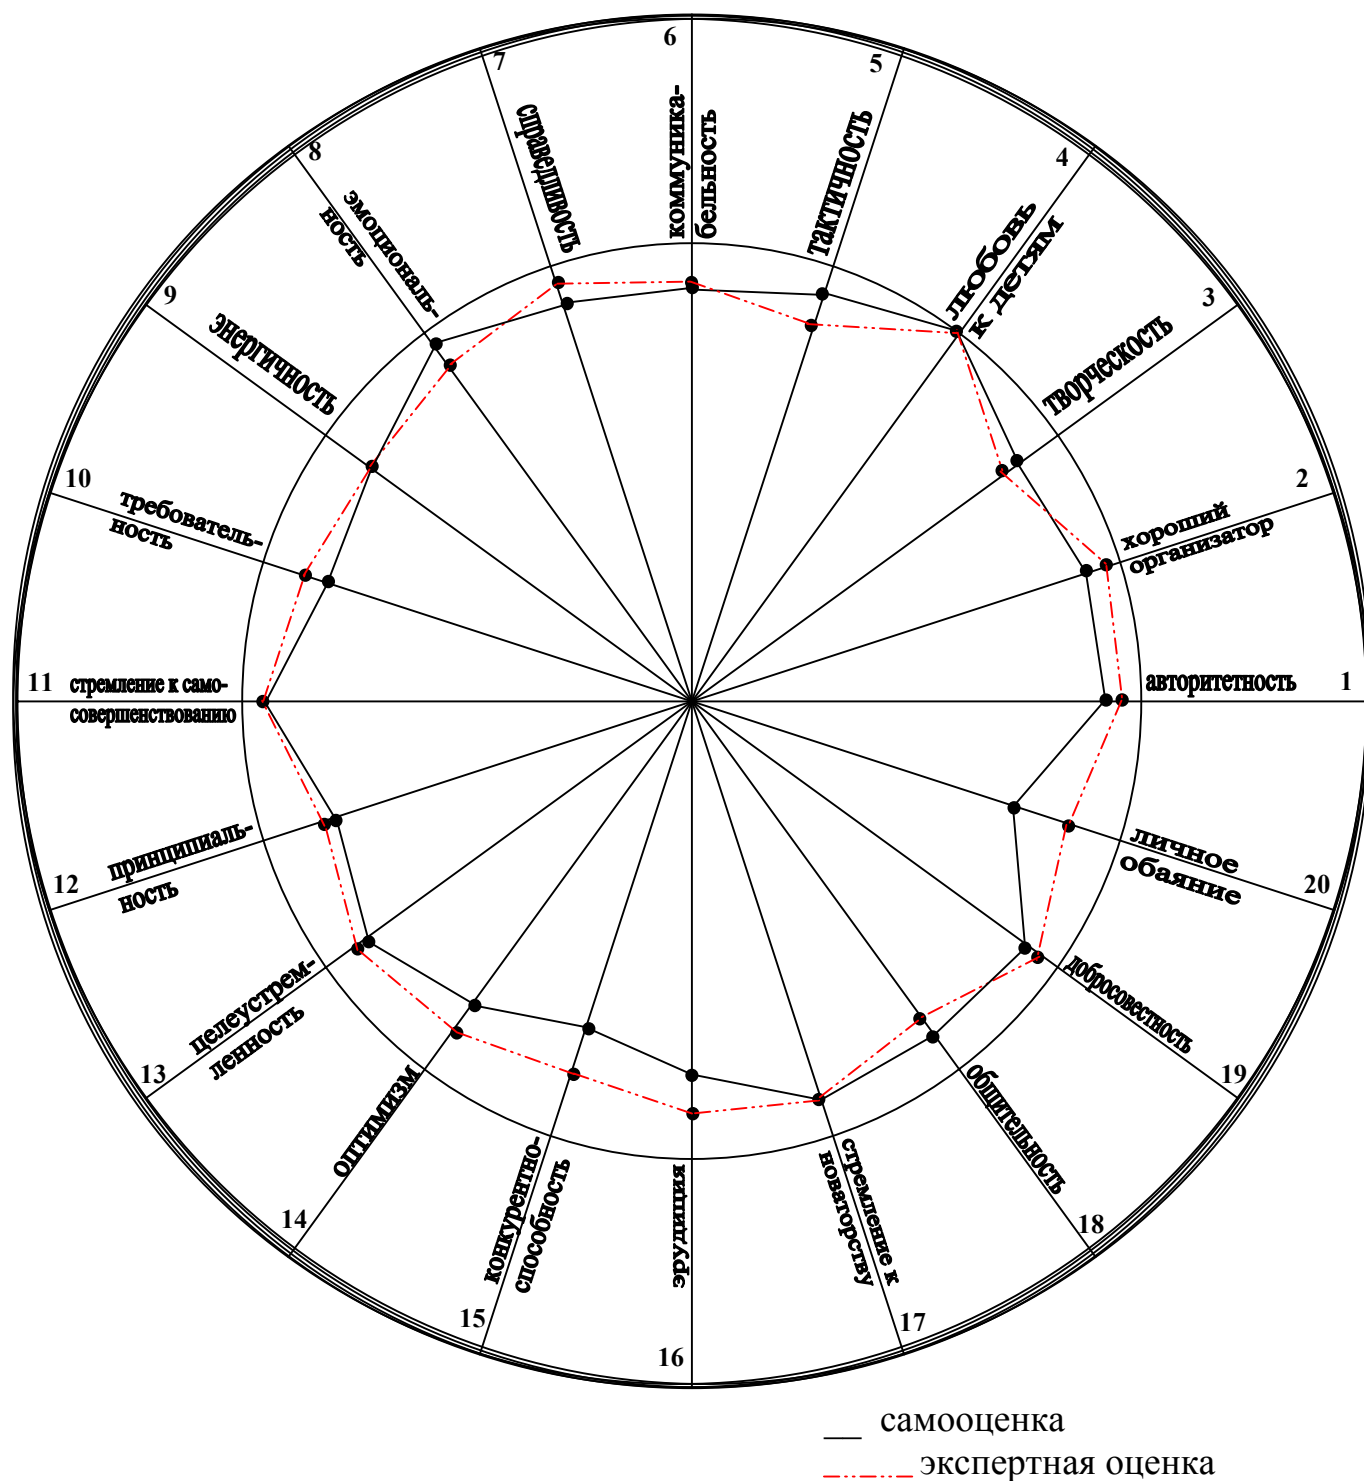 6
7
5
8
4
9
3
10
2
11
1
12
20
13
19
14
18
15
17
16
авторитетность
хороший
организатор
творческость
любовь
к детям
тактичность
коммуника-
бельность
справедливость
эмоциональ-
ность
энергичность
требователь-
ность
стремление к само-
совершенствованию
принципиаль-
ность
целеустрем-
ленность
оптимизм
конкурентно-
способность
эрудиция
стремление к
новаторству
общительность
добросовестность
личное
обаяние
__ самооценка
экспертная оценка